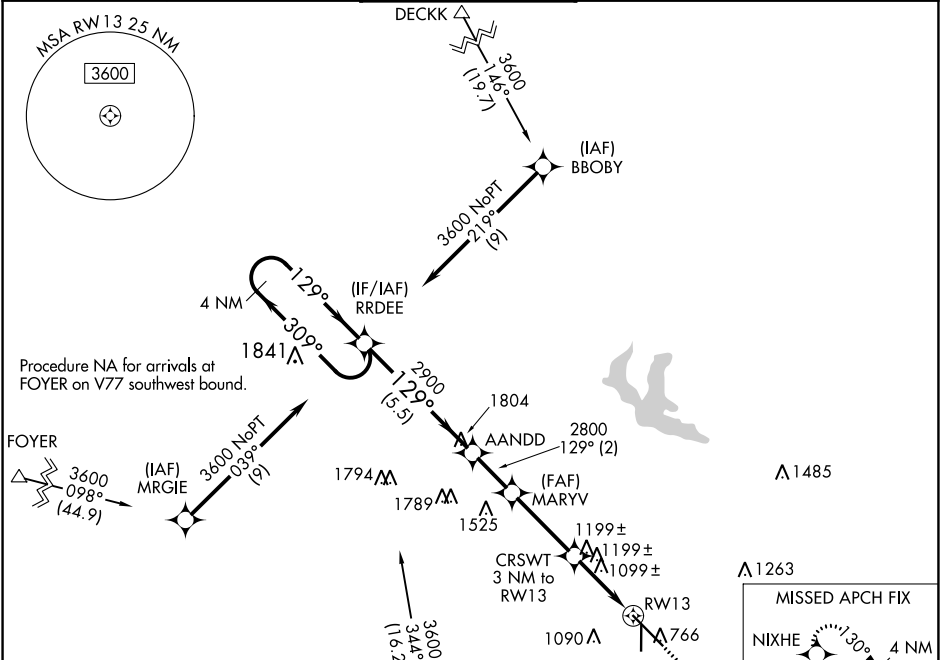 DECKK
MSA RW13 25 NM
3600
3600
146°
(19.7)
(IAF)
BBOBY
3600 NoPT
219°
(9)
129°
4 NM
(IF/IAF)
RRDEE
309°
1841
Procedure NA for arrivals at
FOYER on V77 southwest bound.
2900
129°
(5.5)
1804
AANDD
2800
129° (2)
FOYER
3600
098°
(44.9)
(IAF)
MRGIE
3600 NoPT
039°
(9)
1794
1789
1525
(FAF)
MARYV
1485
1199±
1199±
1099±
CRSWT
3 NM to
RW13
1263
RW13
MISSED APCH FIX
3600
344°
1090
766
NIXHE
130°
4 NM